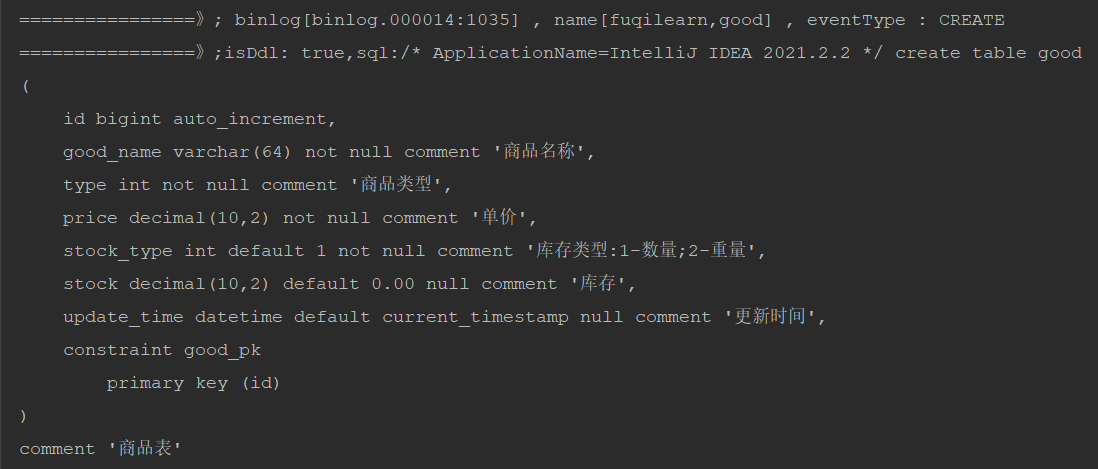 ================》; binlog[binlog.000014:1035] , name[fuqilearn,good] , eventType : CREATE
================》;isDdl: true,sql:/* ApplicationName=IntelliJ IDEA 2021.2.2 */ create table good
(
    id bigint auto_increment,
    good_name varchar(64) not null comment '商品名称',
    type int not null comment '商品类型',
    price decimal(10,2) not null comment '单价',
    stock_type int default 1 not null comment '库存类型:1-数量;2-重量',
    stock decimal(10,2) default 0.00 null comment '库存',
    update_time datetime default current_timestamp null comment '更新时间',
    constraint good_pk
        primary key (id)
)
comment '商品表'